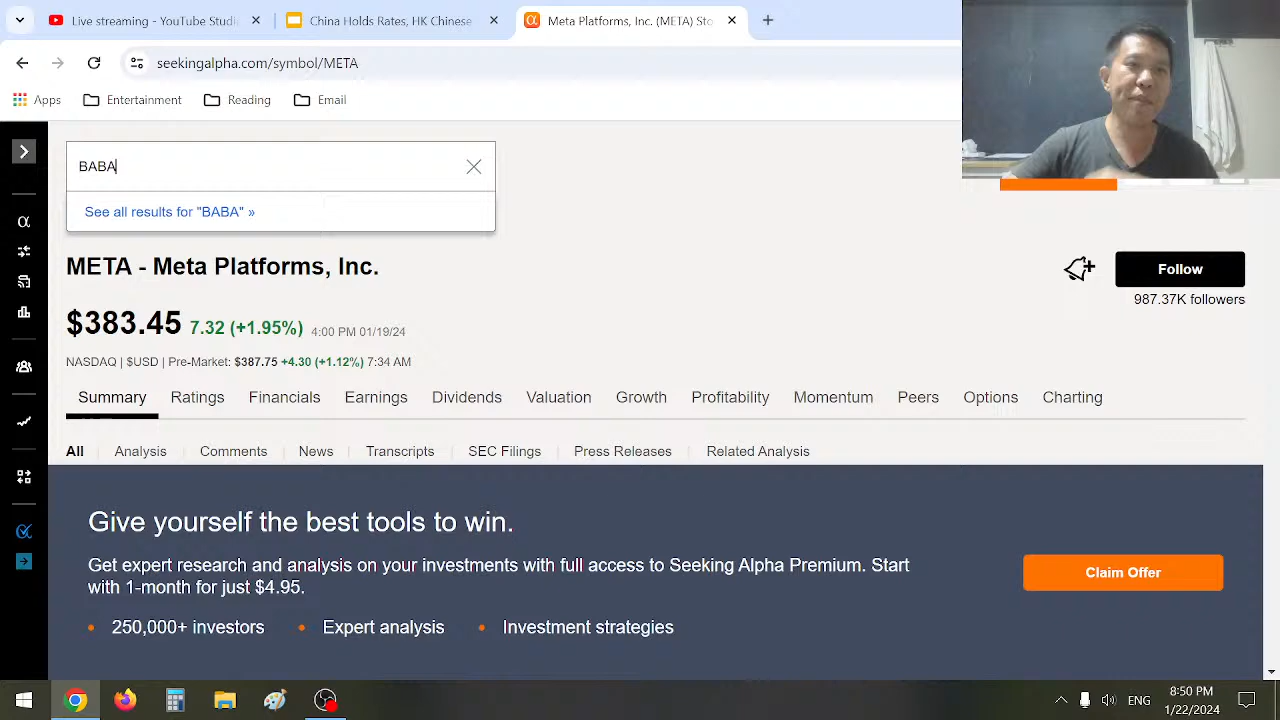 Live streaming - YouTube Studi
China Holds Rates, HK Chinese
Meta Platforms, Inc. (META) Sto
seekingalpha.com/symbol/META
Apps
Entertainment
Reading
Email
BABA
See all results for "BABA" »
META - Meta Platforms, Inc.
Follow
987.37K followers
$383.45 7.32 (+1.95%) 4:00 PM 01/19/24
NASDAQ | $USD | Pre-Market: $387.75 +4.30 (+1.12%) 7:34 AM
Summary Ratings Financials Earnings Dividends Valuation Growth Profitability Momentum Peers Options Charting
All Analysis Comments News Transcripts SEC Filings Press Releases Related Analysis
Give yourself the best tools to win.
Get expert research and analysis on your investments with full access to Seeking Alpha Premium. Start
with 1-month for just $4.95.
Claim Offer
• 250,000+ investors • Expert analysis • Investment strategies
ENG
8:50 PM
1/22/2024